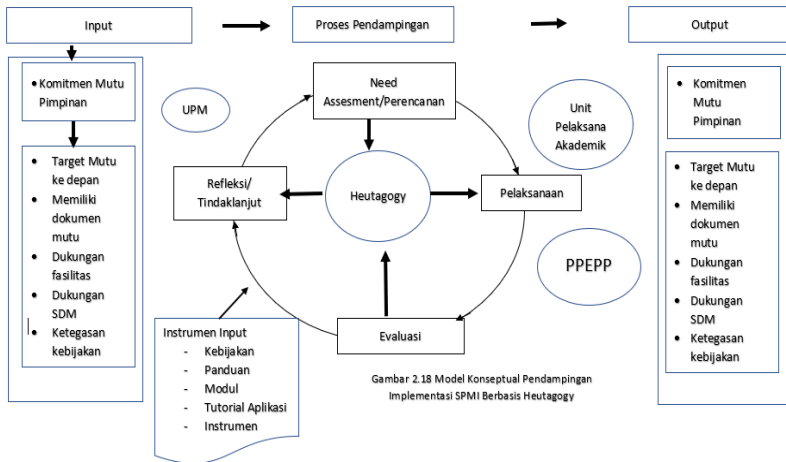 Input
Proses Pendampingan
Output
Komitmen Mutu
Pimpinan
Target Mutu
ke depan
Memiliki
dokumen
mutu
Dukungan
fasilitas
Dukungan
SDM
Ketegasan
kebijakan
UPM
Need
Assesment/Perencanan
Unit
Pelaksana
Akademik
Refleksi/
Tindaklanjut
Heutagogy
Pelaksanaan
PPEPP
Evaluasi
Instrumen Input
- Kebijakan
- Panduan
- Modul
- Tutorial Aplikasi
- Instrumen
Gambar 2.18 Model Konseptual Pendampingan
Implementasi SPMI Berbasis Heutagogy
Komitmen
Mutu
Pimpinan
Target Mutu
ke depan
Memiliki
dokumen
mutu
Dukungan
fasilitas
Dukungan
SDM
Ketegasan
kebijakan